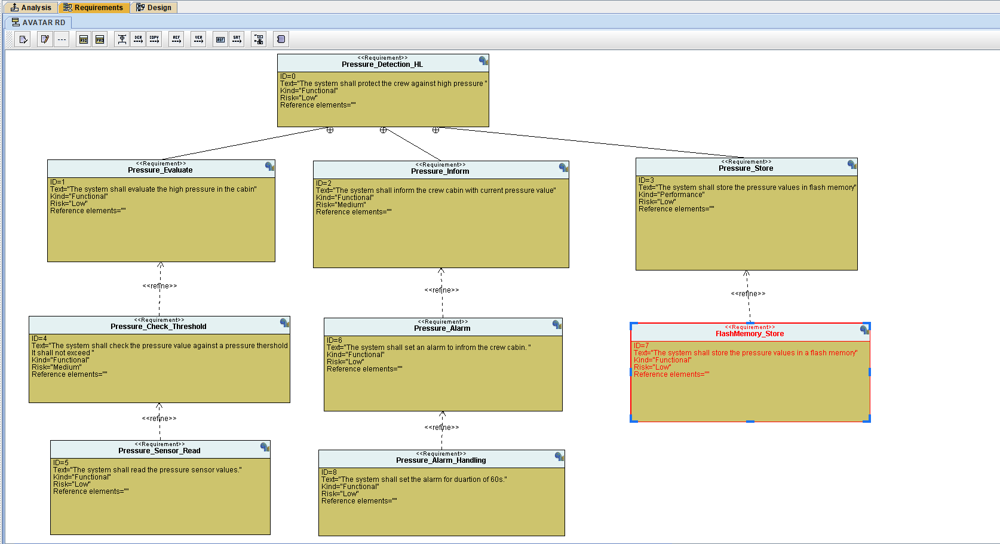 Analysis
Requirements
Design
AVATAR RD
REQ
PRO
DER
COPY
REF
VER
REF
SAT
<<Requirement>>
Pressure_Detection_HL
ID=0
Text="The system shall protect the crew against high pressure "
Kind="Functional"
Risk="Low"
Reference elements=""
<<Requirement>>
Pressure_Evaluate
ID=1
Text="The system shall evaluate the high pressure in the cabin"
Kind="Functional"
Risk="Low"
Reference elements=""
<<Requirement>>
Pressure_Inform
ID=2
Text="The system shall inform the crew cabin with current pressure value"
Kind="Functional"
Risk="Medium"
Reference elements=""
<<Requirement>>
Pressure_Store
ID=3
Text="The system shall store the pressure values in flash memory"
Kind="Performance"
Risk="Low"
Reference elements=""
<<refine>>
<<refine>>
<<refine>>
<<Requirement>>
Pressure_Check_Threshold
ID=4
Text="The system shall check the pressure value against a pressure thershold
It shall not exceed "
Kind="Functional"
Risk="Medium"
Reference elements=""
<<Requirement>>
Pressure_Alarm
ID=6
Text="The system shall set an alarm to infrom the crew cabin. "
Kind="Functional"
Risk="Low"
Reference elements=""
<<Requirement>>
FlashMemory_Store
ID=7
Text="The system shall store the pressure values in a flash memory"
Kind="Functional"
Risk="Low"
Reference elements=""
<<refine>>
<<refine>>
<<Requirement>>
Pressure_Sensor_Read
ID=5
Text="The system shall read the pressure sensor values."
Kind="Functional"
Risk="Low"
Reference elements=""
<<Requirement>>
Pressure_Alarm_Handling
ID=8
Text="The system shall set the alarm for duartion of 60s."
Kind="Functional"
Risk="Low"
Reference elements=""